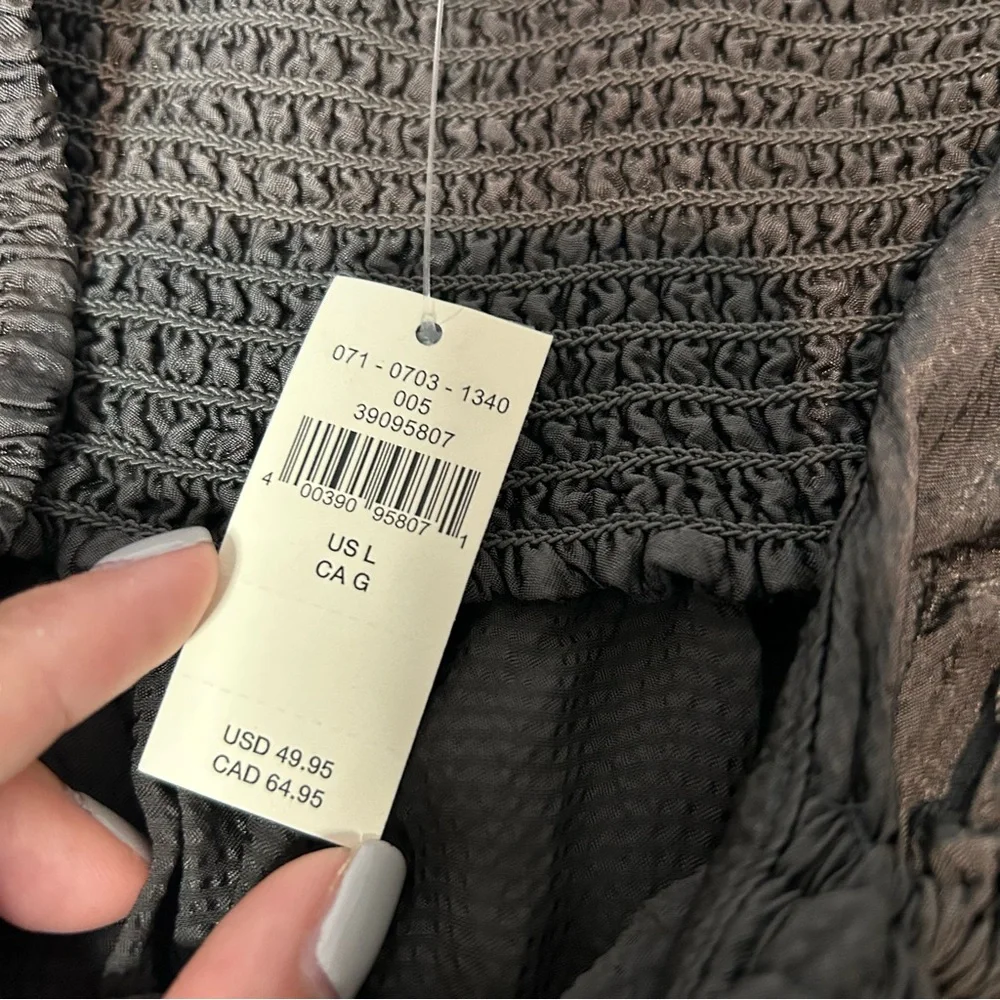 071 - 0703 - 1340
005
39095807
4 00390 95807 1
US L
CA G
USD 49.95
CAD 64.95